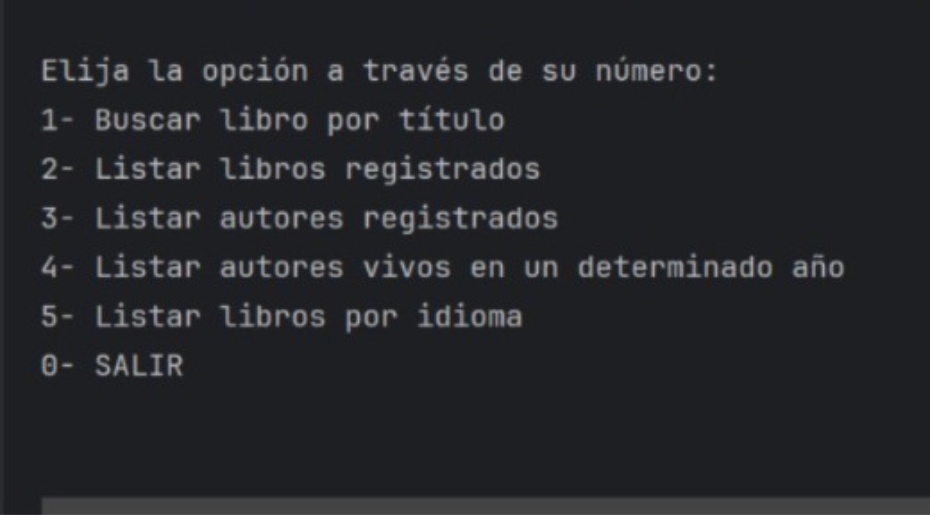 Elija la opción a través de su número:
1- Buscar libro por título
2- Listar libros registrados
3- Listar autores registrados
4- Listar autores vivos en un determinado año
5- Listar libros por idioma
0- SALIR